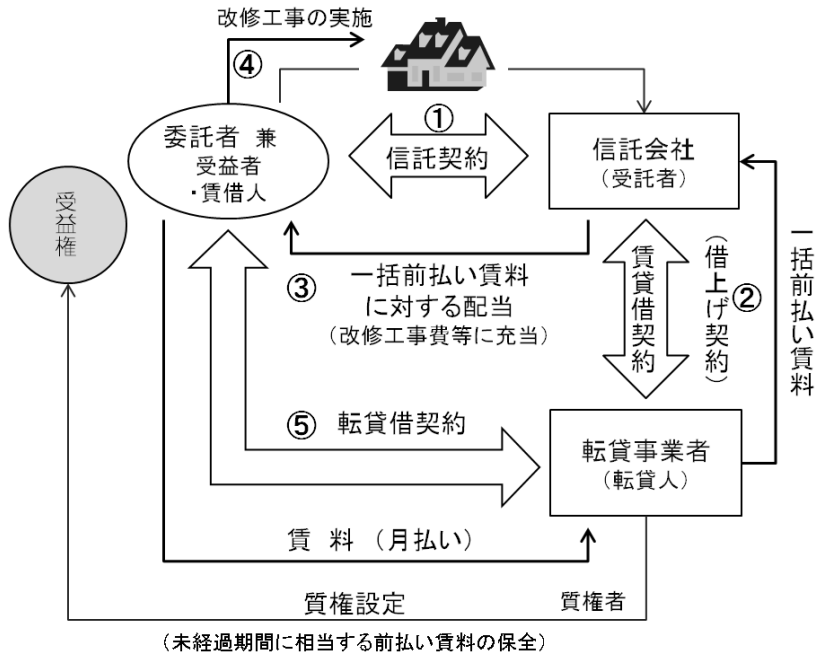 改修工事の実施
④
①
委託者 兼
受益者
・賃借人
信託契約
信託会社
(受託者)
受益権
③
一括前払い賃料
に対する配当
(改修工事費等に充当)
賃貸借契約
(借上げ契約)
②
一括前払い賃料
⑤ 転貸借契約
転貸事業者
(転貸人)
賃 料 (月払い)
質権設定
質権者
(未経過期間に相当する前払い賃料の保全)